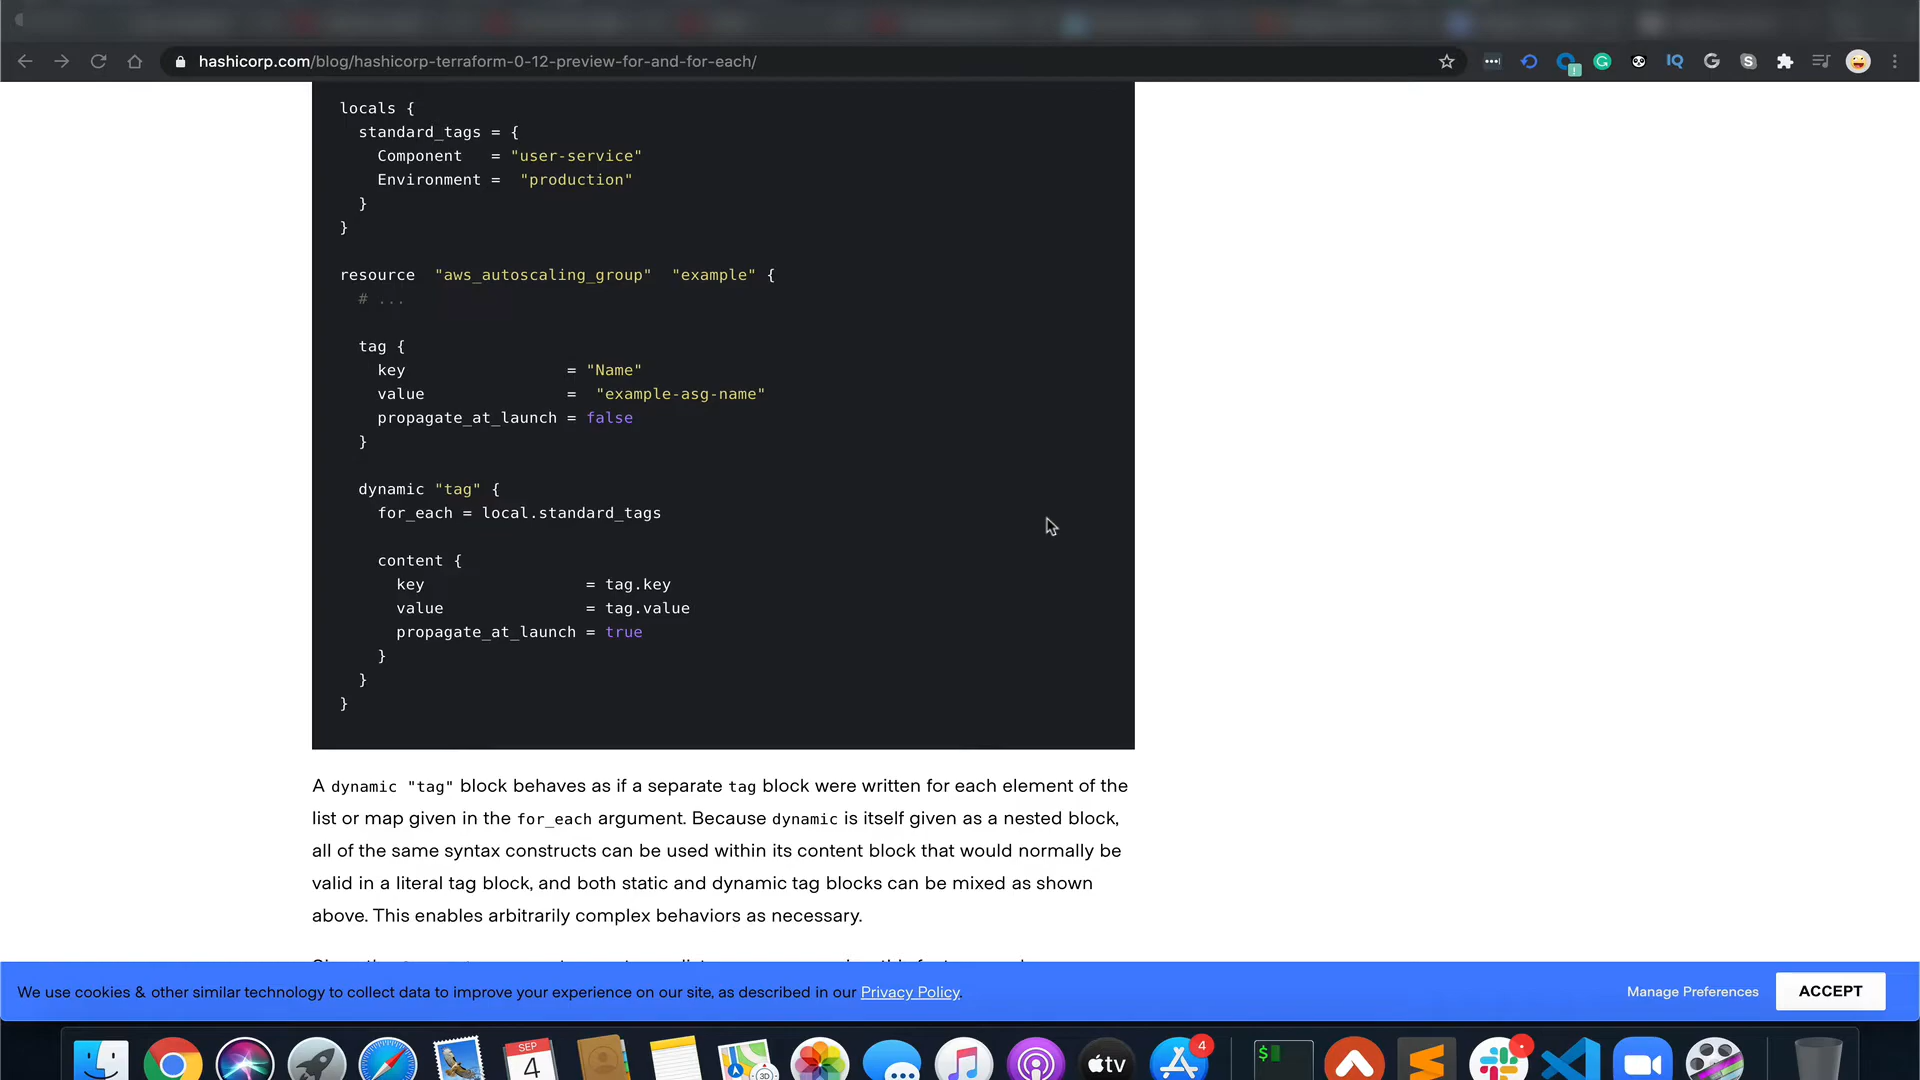 hashicorp.com/blog/hashicorp-terraform-0-12-preview-for-and-for-each/
locals {
standard_tags = {
Component = "user-service"
Environment = "production"
}
}
resource "aws_autoscaling_group" "example" {
# ...
tag {
key = "Name"
value = "example-asg-name"
propagate_at_launch = false
}
dynamic "tag" {
for_each = local.standard_tags
content {
key = tag.key
value = tag.value
propagate_at_launch = true
}
}
}
A dynamic "tag" block behaves as if a separate tag block were written for each element of the
list or map given in the for_each argument. Because dynamic is itself given as a nested block,
all of the same syntax constructs can be used within its content block that would normally be
valid in a literal tag block, and both static and dynamic tag blocks can be mixed as shown
above. This enables arbitrarily complex behaviors as necessary.
We use cookies & other similar technology to collect data to improve your experience on our site, as described in our Privacy Policy.
Manage Preferences
ACCEPT
SEP
4
3D
tv
4
$